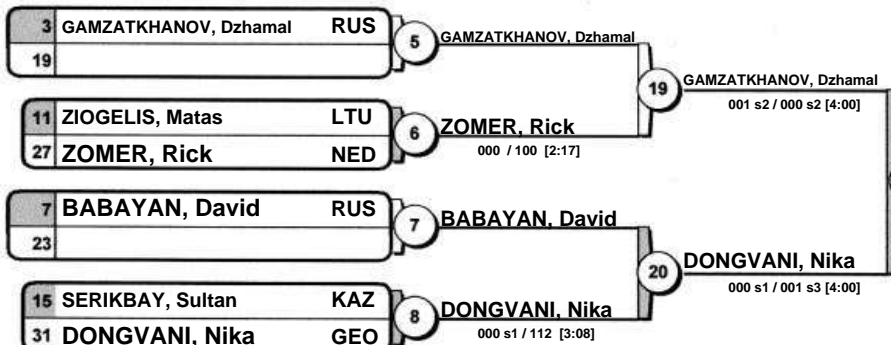 3 GAMZATKHANOV, Dzhamal RUS
19
5 GAMZATKHANOV, Dzhamal
11 ZIOGELIS, Matas LTU
27 ZOMER, Rick NED
6 ZOMER, Rick
000 / 100 [2:17]
19 GAMZATKHANOV, Dzhamal
001 s2 / 000 s2 [4:00]
7 BABAYAN, David RUS
23
7 BABAYAN, David
15 SERIKBAY, Sultan KAZ
31 DONGVANI, Nika GEO
8 DONGVANI, Nika
000 s1 / 112 [3:08]
20 DONGVANI, Nika
000 s1 / 001 s3 [4:00]